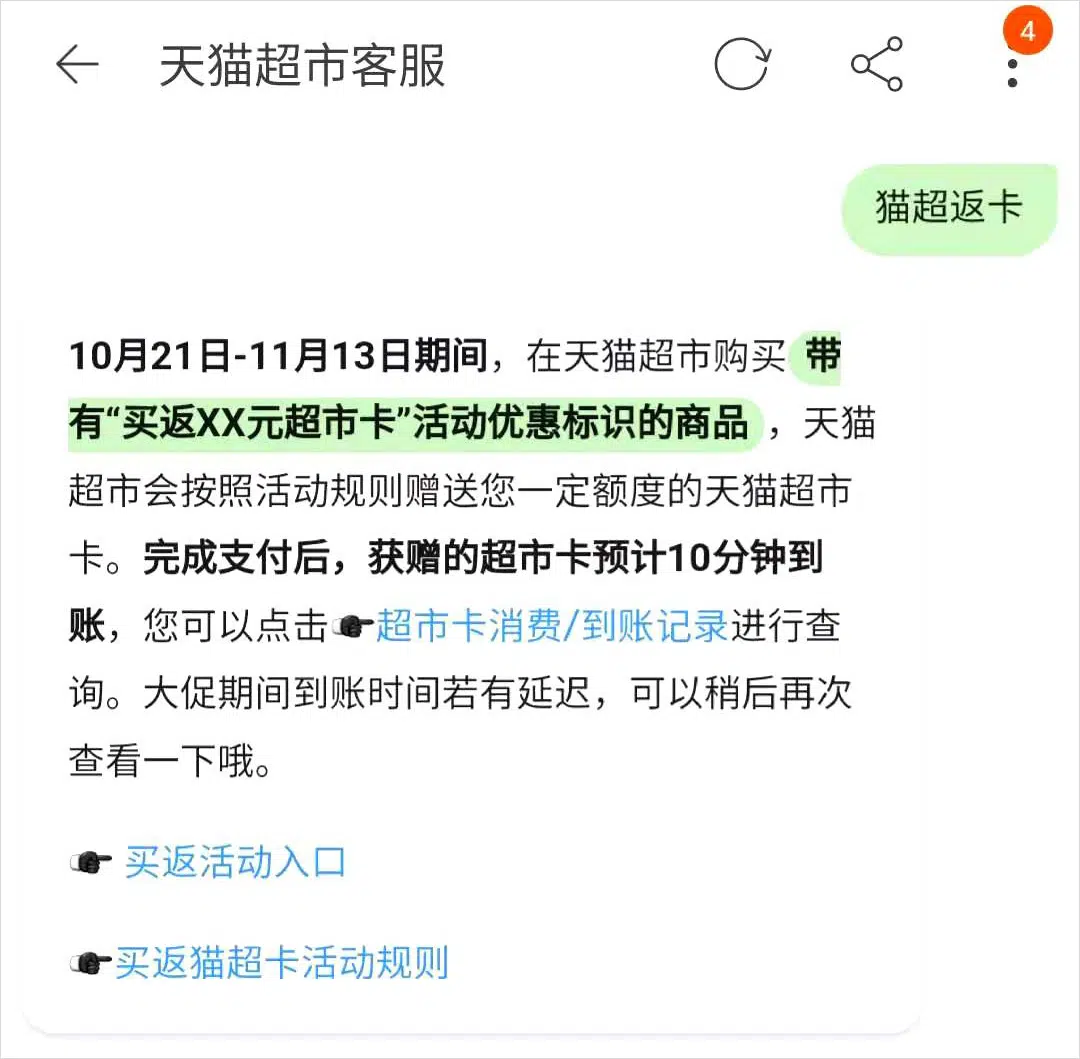 天猫超市客服
4
猫超返卡
10月21日-11月13日期间，在天猫超市购买 带
有“买返XX元超市卡”活动优惠标识的商品 ，天猫
超市会按照活动规则赠送您一定额度的天猫超市
卡。完成支付后，获赠的超市卡预计10分钟到
账，您可以点击👉超市卡消费/到账记录进行查
询。大促期间到账时间若有延迟，可以稍后再次
查看一下哦。
👉 买返活动入口
👉买返猫超卡活动规则